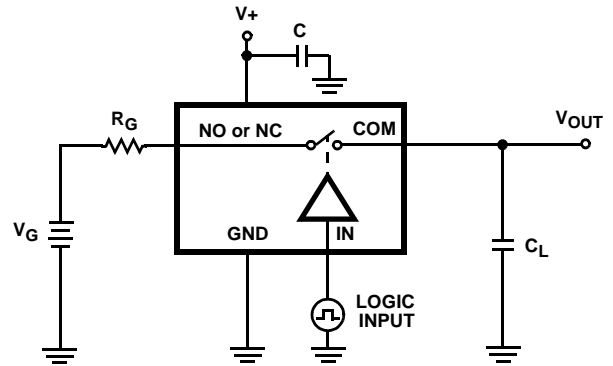 V+
C
RG
NO or NC
COM
VOUT
VG
GND
IN
CL
LOGIC
INPUT